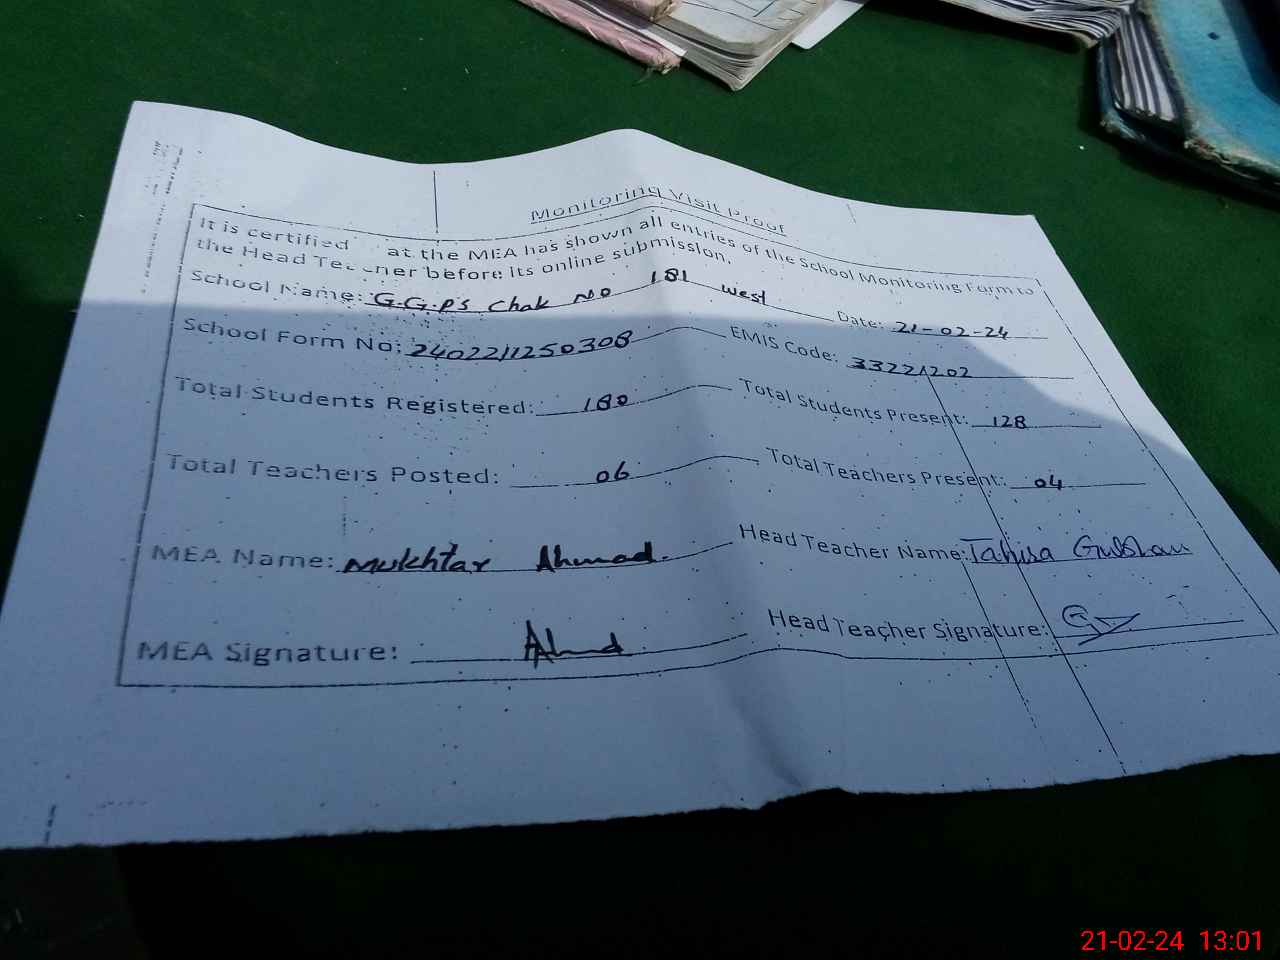 Monitoring Visit Proof
It is certified at the MEA has shown all entries of the School Monitoring Form to
the Head Teacher before its online submission.
School Name: G.G.P.S Chak No 181 West Date: 21-02-24
School Form No: 2402211250308 EMIS Code: 33221202
Total Students Registered: 180 Total Students Present: 128
Total Teachers Posted: 06 Total Teachers Present: 04
MEA Name: Mukhtar Ahmad. Head Teacher Name: Gulshan
MEA Signature: Ahmd Head Teacher Signature:
21-02-24 13:01